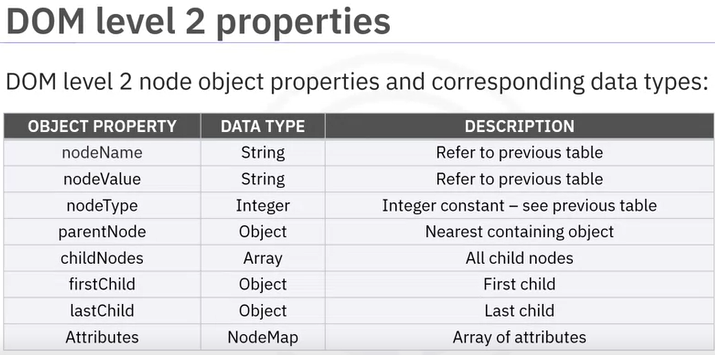 DOM level 2 properties
DOM level 2 node object properties and corresponding data types:
OBJECT PROPERTY DATA TYPE DESCRIPTION
nodeName String Refer to previous table
nodeValue String Refer to previous table
nodeType Integer Integer constant – see previous table
parentNode Object Nearest containing object
childNodes Array All child nodes
firstChild Object First child
lastChild Object Last child
Attributes NodeMap Array of attributes